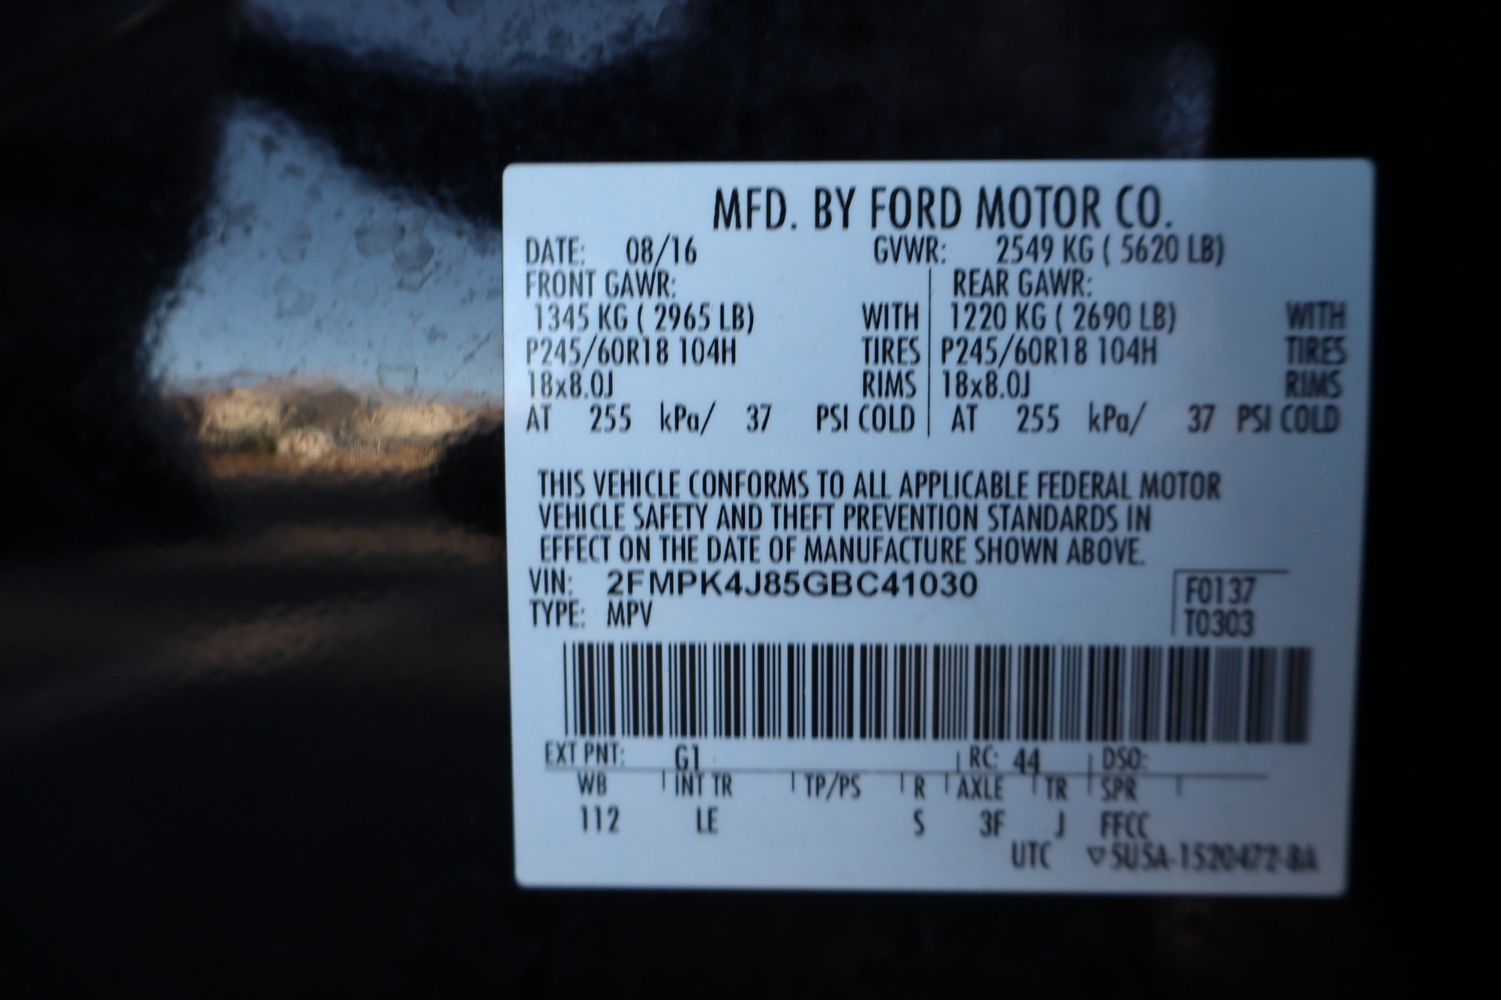 MFD. BY FORD MOTOR CO.
DATE: 08/16 GVWR: 2549 KG ( 5620 LB)
FRONT GAWR: REAR GAWR:
1345 KG ( 2965 LB) WITH 1220 KG ( 2690 LB) WITH
P245/60R18 104H TIRES P245/60R18 104H TIRES
18x8.0J RIMS 18x8.0J RIMS
AT 255 kPa/ 37 PSI COLD AT 255 kPa/ 37 PSI COLD
THIS VEHICLE CONFORMS TO ALL APPLICABLE FEDERAL MOTOR
VEHICLE SAFETY AND THEFT PREVENTION STANDARDS IN
EFFECT ON THE DATE OF MANUFACTURE SHOWN ABOVE.
VIN: 2FMPK4J85GBC41030 F0137
TYPE: MPV T0303
EXT PNT: G1 RC: 44 DSO:
WB INT TR TP/PS R AXLE TR SPR
112 LE S 3F J FFCC
UTC ▽5U5A-1520472-BA